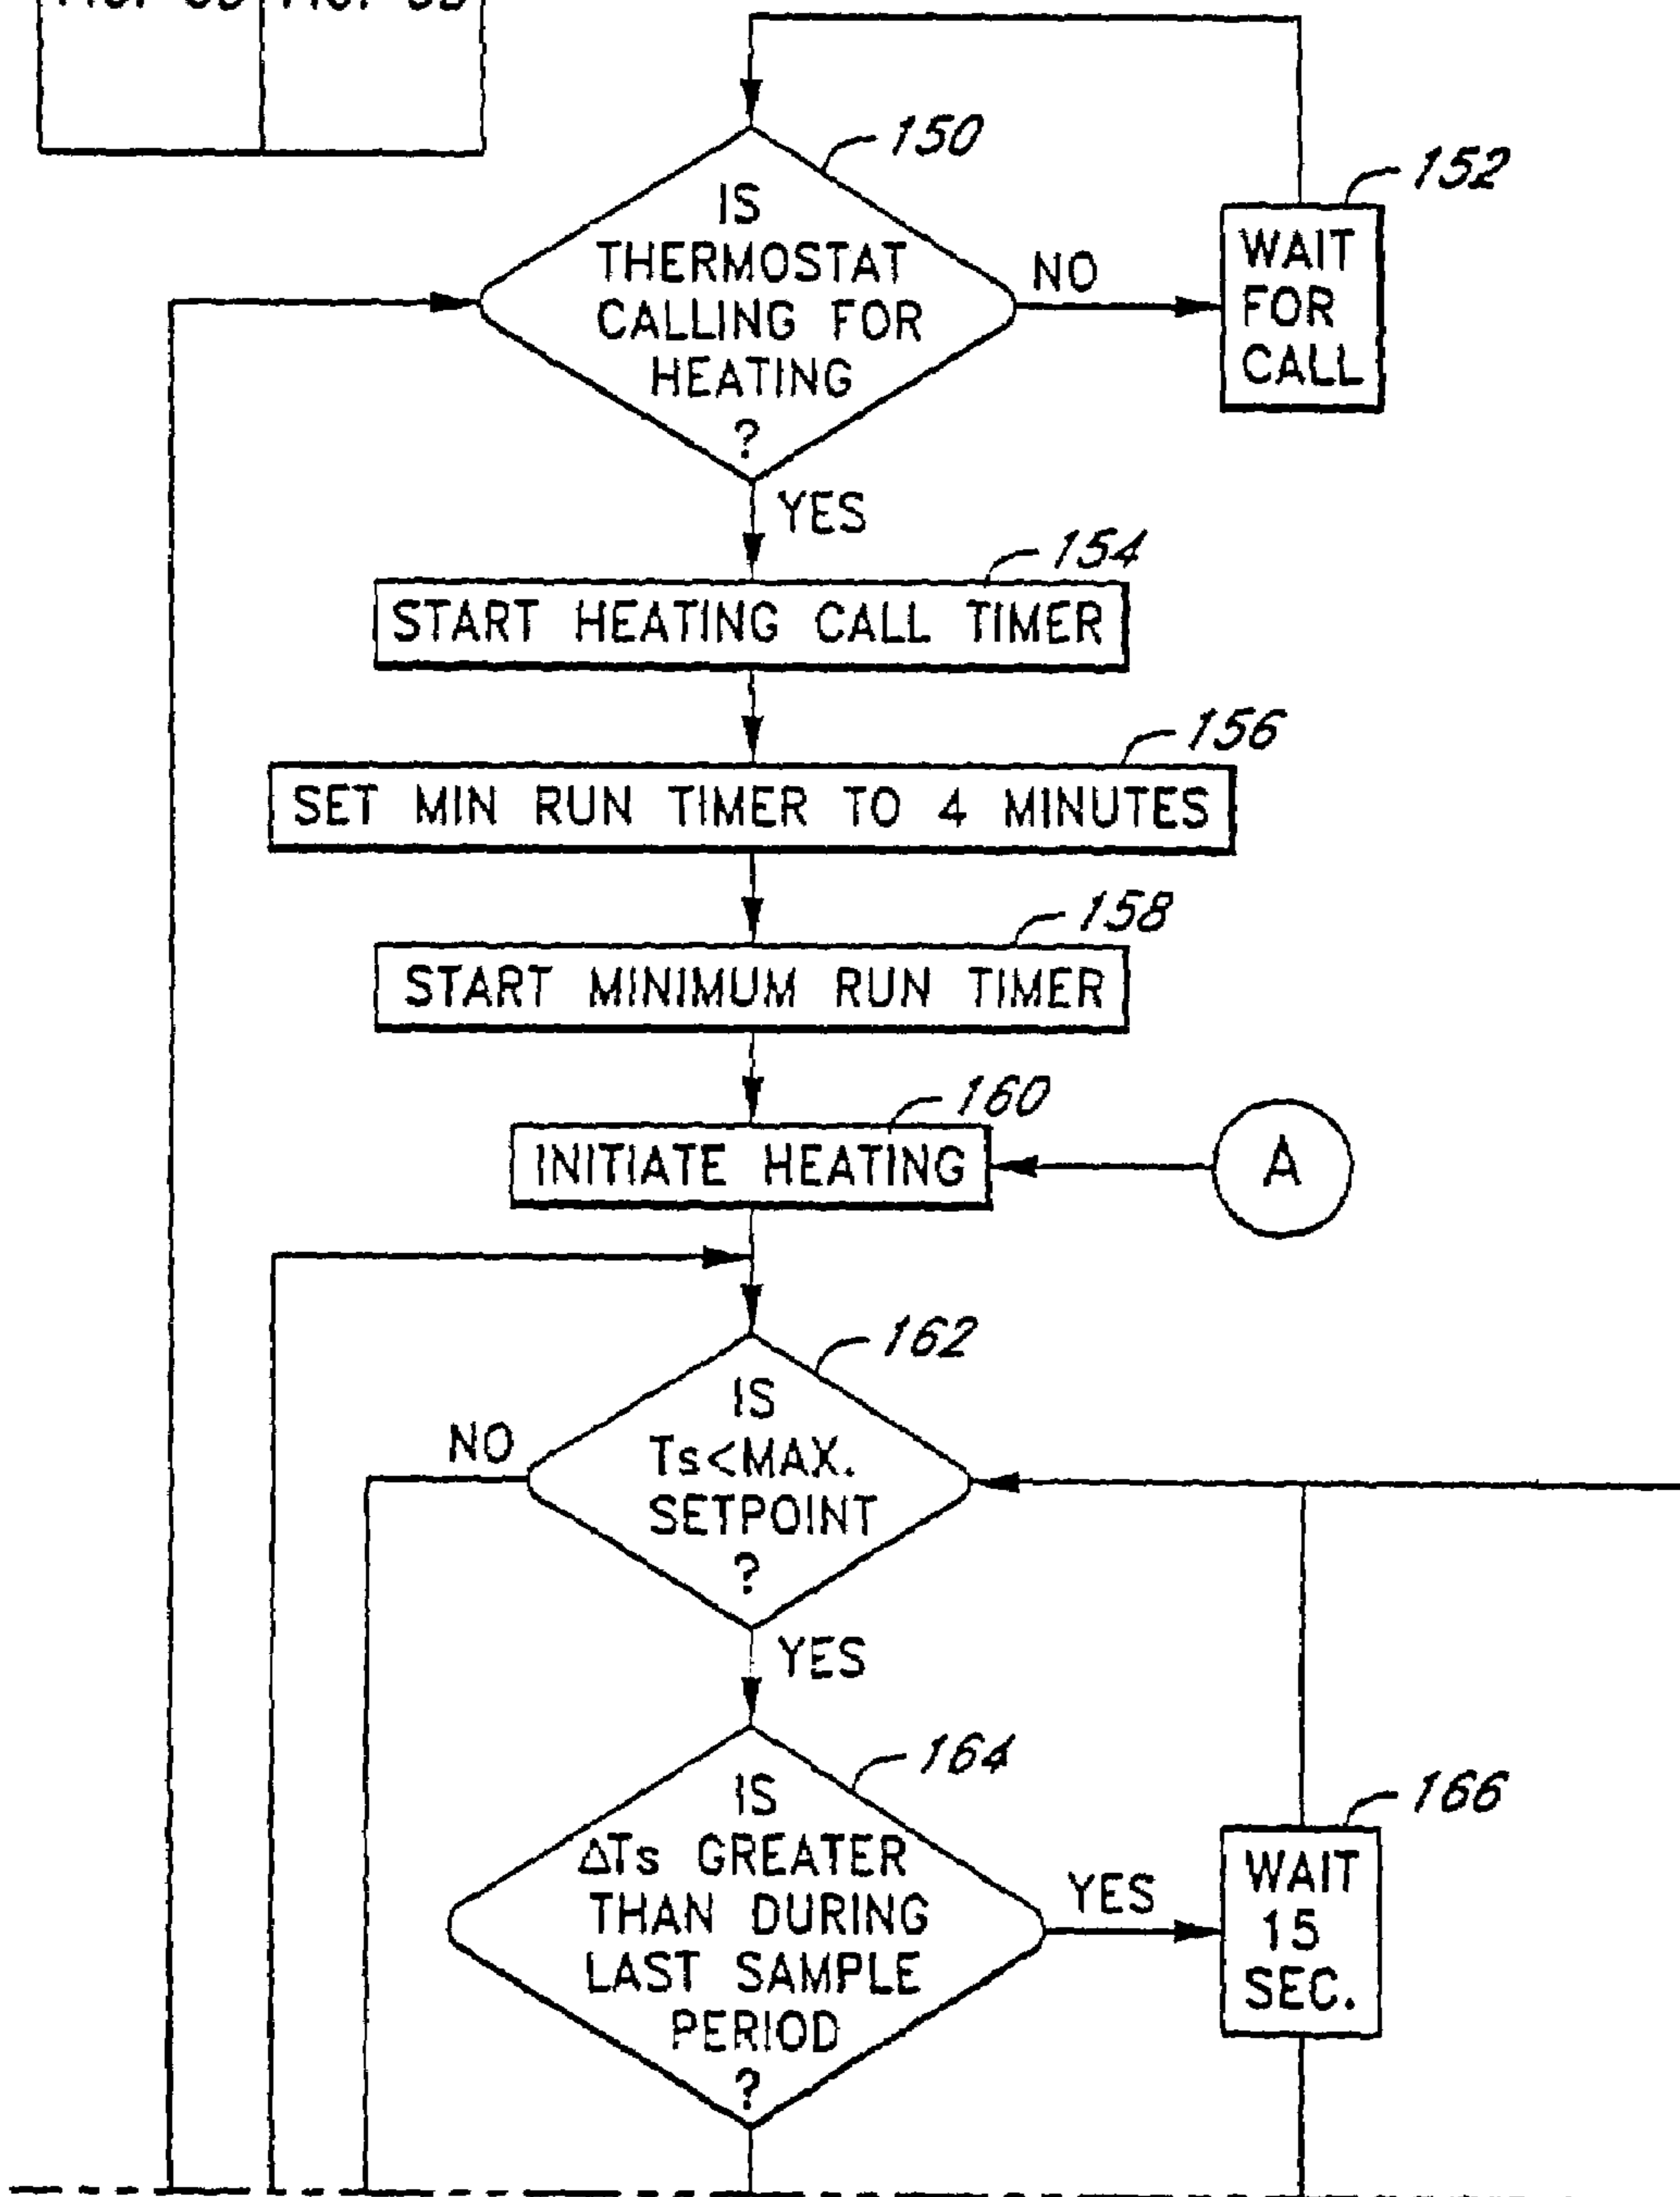 150
IS
THERMOSTAT
CALLING FOR
HEATING
?
NO
152
WAIT
FOR
CALL
YES
154
START HEATING CALL TIMER
156
SET MIN RUN TIMER TO 4 MINUTES
158
START MINIMUM RUN TIMER
160
INITIATE HEATING
A
162
IS
Ts<MAX.
SETPOINT
?
NO
YES
164
IS
ΔTs GREATER
THAN DURING
LAST SAMPLE
PERIOD
?
YES
166
WAIT
15
SEC.